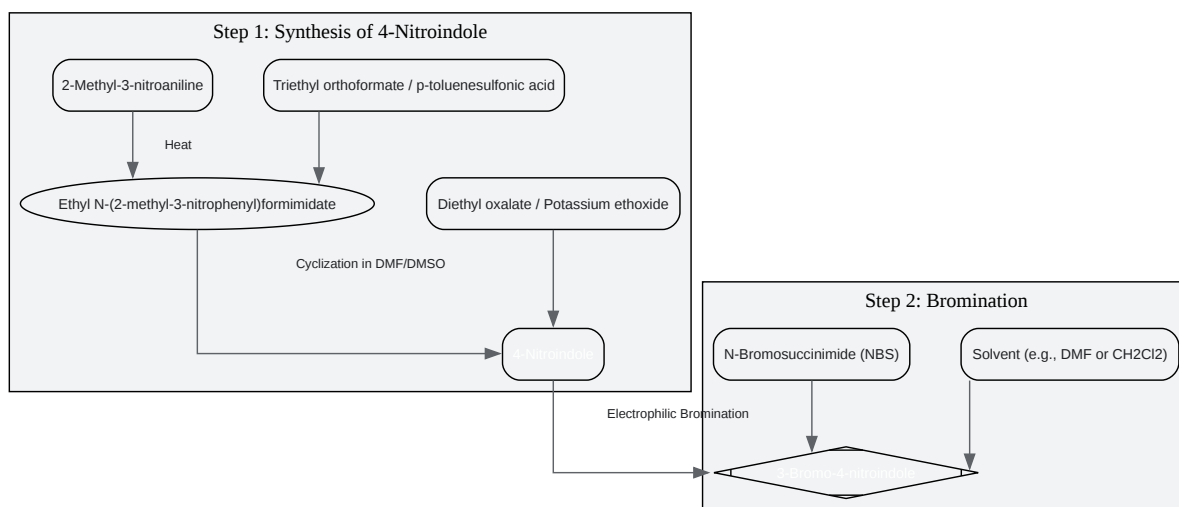 Step 1: Synthesis of 4-Nitroindole
2-Methyl-3-nitroaniline
Triethyl orthoformate / p-toluenesulfonic acid
Heat
Ethyl N-(2-methyl-3-nitrophenyl)formimidate
Diethyl oxalate / Potassium ethoxide
Cyclization in DMF/DMSO
4-Nitroindole
Step 2: Bromination
N-Bromosuccinimide (NBS)
Solvent (e.g., DMF or CH2Cl2)
Electrophilic Bromination
3-Bromo-4-nitroindole